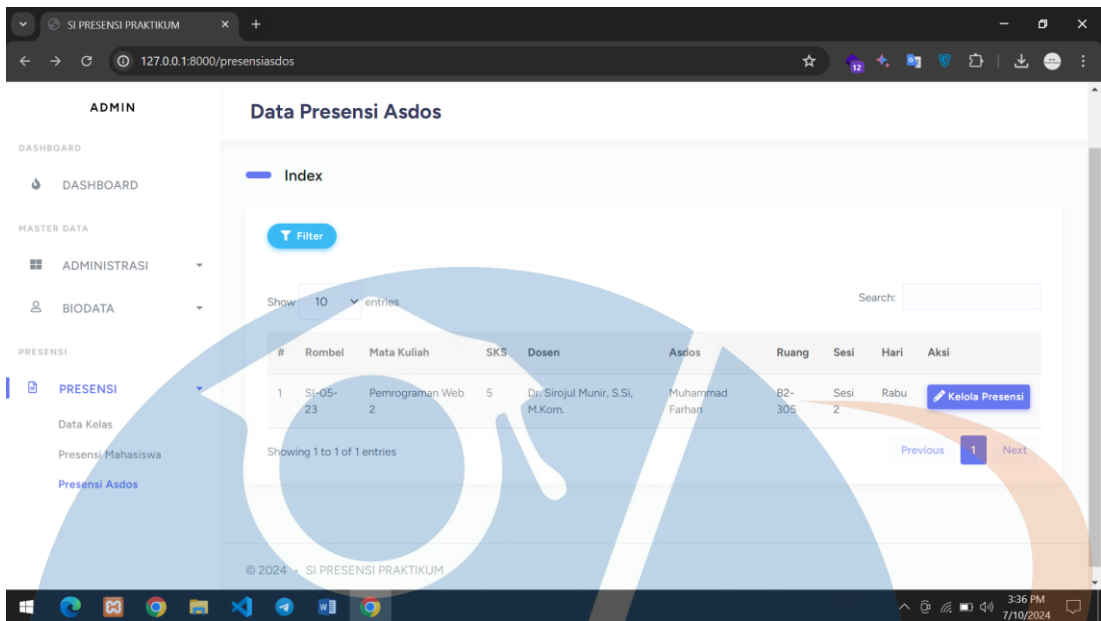 SI PRESENSI PRAKTIKUM
127.0.0.1:8000/presensiasdos
12
ADMIN
Data Presensi Asdos
DASHBOARD
DASHBOARD
Index
MASTER DATA
Filter
ADMINISTRASI
BIODATA
Show 10 entries
Search:
PRESENSI
PRESENSI
Data Kelas
Presensi Mahasiswa
Presensi Asdos
# Rombel Mata Kuliah SKS Dosen Asdos Ruang Sesi Hari Aksi
1 SI-05- Pemrograman Web 5 Dr. Sirojul Munir, S.Si, Muhammad B2- Sesi Rabu Kelola Presensi
23 2 M.Kom. Farhan 305 2
Showing 1 to 1 of 1 entries
Previous 1 Next
© 2024 • SI PRESENSI PRAKTIKUM
3:36 PM
7/10/2024